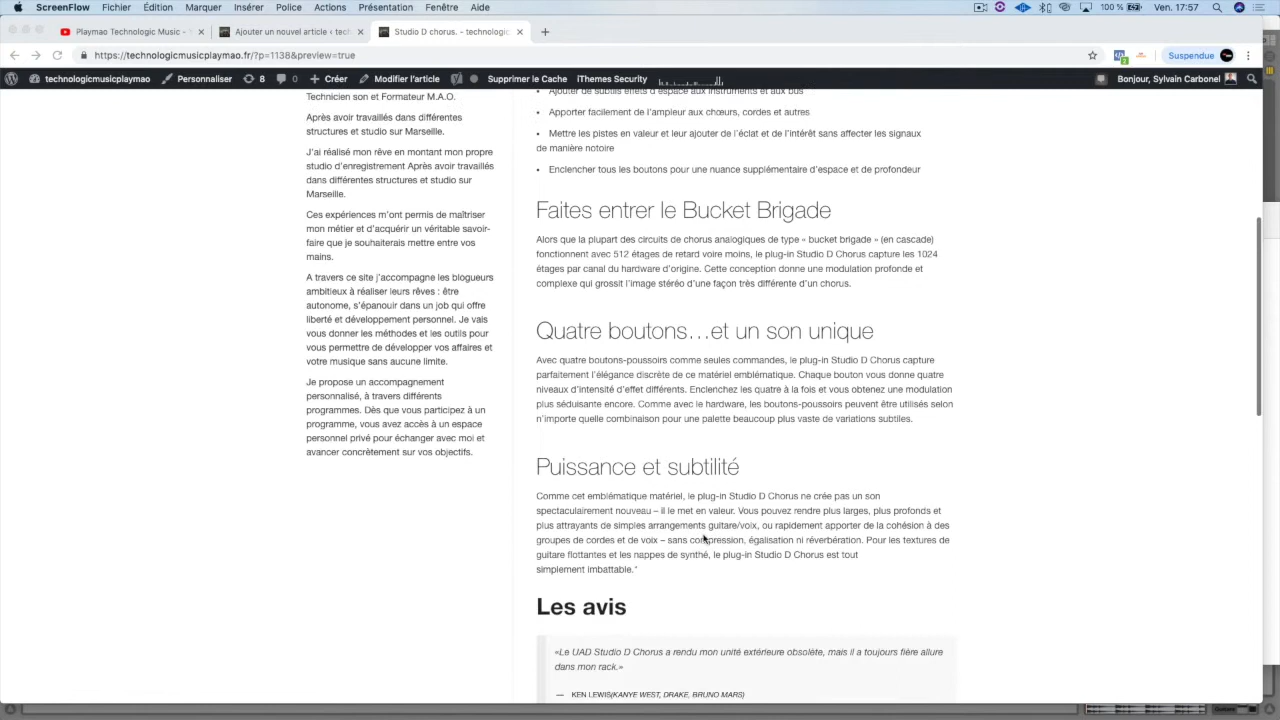 ScreenFlow Fichier Édition Marquer Insérer Police Actions Présentation Fenêtre Aide 100 % Ven. 17:57
Playmao Technologic Music - Ajouter un nouvel article ‹ tech Studio D chorus. - technologic
https://technologicmusicplaymao.fr/?p=1138&preview=true Suspendue
technologicmusicplaymao Personnaliser 8 0 Créer Modifier l'article Supprimer le Cache iThemes Security Bonjour, Sylvain Carbonel
Technicien son et Formateur M.A.O.
Après avoir travaillés dans différentes
structures et studio sur Marseille.
J'ai réalisé mon rêve en montant mon propre
studio d'enregistrement Après avoir travaillés
dans différentes structures et studio sur
Marseille.
Ces expériences m'ont permis de maîtriser
mon métier et d'acquérir un véritable savoir-
faire que je souhaiterais mettre entre vos
mains.
A travers ce site j'accompagne les blogueurs
ambitieux à réaliser leurs rêves : être
autonome, s'épanouir dans un job qui offre
liberté et développement personnel. Je vais
vous donner les méthodes et les outils pour
vous permettre de développer vos affaires et
votre musique sans aucune limite.
Je propose un accompagnement
personnalisé, à travers différents
programmes. Dès que vous participez à un
programme, vous avez accès à un espace
personnel privé pour échanger avec moi et
avancer concrètement sur vos objectifs.
• Ajouter de subtils effets d'espace aux instruments et aux bus
• Apporter facilement de l'ampleur aux chœurs, cordes et autres
• Mettre les pistes en valeur et leur ajouter de l'éclat et de l'intérêt sans affecter les signaux
de manière notoire
• Enclencher tous les boutons pour une nuance supplémentaire d'espace et de profondeur
Faites entrer le Bucket Brigade
Alors que la plupart des circuits de chorus analogiques de type « bucket brigade » (en cascade)
fonctionnent avec 512 étages de retard voire moins, le plug-in Studio D Chorus capture les 1024
étages par canal du hardware d'origine. Cette conception donne une modulation profonde et
complexe qui grossit l'image stéréo d'une façon très différente d'un chorus.
Quatre boutons…et un son unique
Avec quatre boutons-poussoirs comme seules commandes, le plug-in Studio D Chorus capture
parfaitement l'élégance discrète de ce matériel emblématique. Chaque bouton vous donne quatre
niveaux d'intensité d'effet différents. Enclenchez les quatre à la fois et vous obtenez une modulation
plus séduisante encore. Comme avec le hardware, les boutons-poussoirs peuvent être utilisés selon
n'importe quelle combinaison pour une palette beaucoup plus vaste de variations subtiles.
Puissance et subtilité
Comme cet emblématique matériel, le plug-in Studio D Chorus ne crée pas un son
spectaculairement nouveau – il le met en valeur. Vous pouvez rendre plus larges, plus profonds et
plus attrayants de simples arrangements guitare/voix, ou rapidement apporter de la cohésion à des
groupes de cordes et de voix – sans compression, égalisation ni réverbération. Pour les textures de
guitare flottantes et les nappes de synthé, le plug-in Studio D Chorus est tout
simplement imbattable.*
Les avis
«Le UAD Studio D Chorus a rendu mon unité extérieure obsolète, mais il a toujours fière allure
dans mon rack.»
— KEN LEWIS(KANYE WEST, DRAKE, BRUNO MARS)